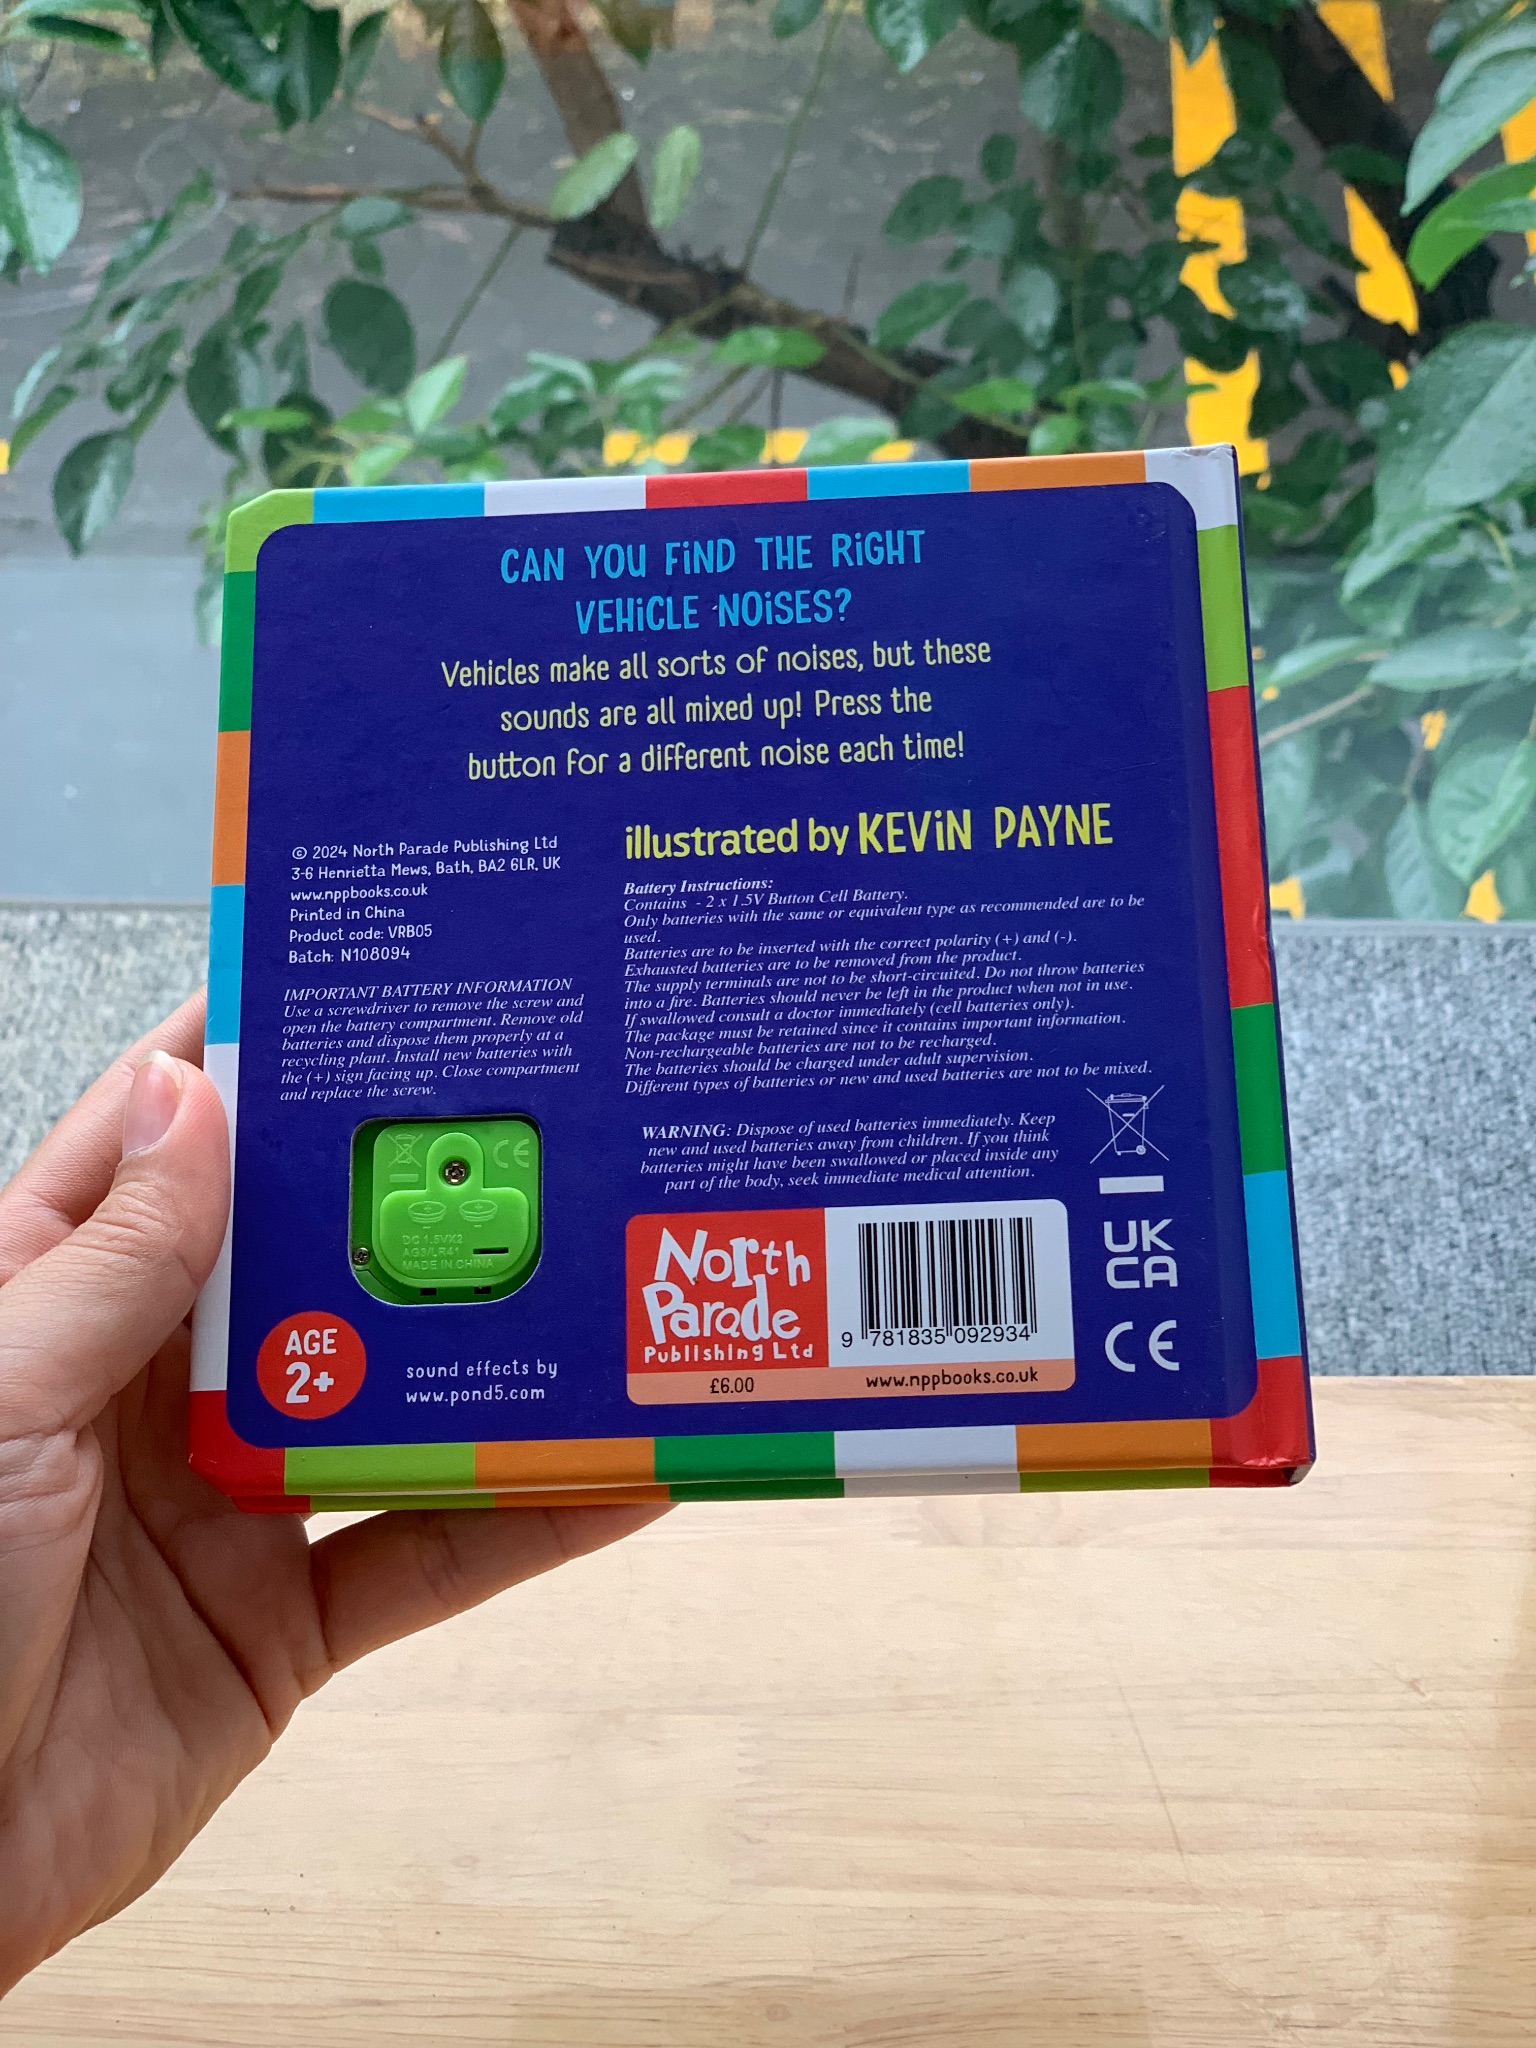 CAN YOU FiND THE RiGHT
VEHiCLE NOiSES?
Vehicles make all sorts of noises, but these
sounds are all mixed up! Press the
button for a different noise each time!
illustrated by KEViN PAYNE
© 2024 North Parade Publishing Ltd
3-6 Henrietta Mews, Bath, BA2 6LR, UK
www.nppbooks.co.uk
Printed in China
Product code: VRB05
Batch: N108094
IMPORTANT BATTERY INFORMATION
Use a screwdriver to remove the screw and
open the battery compartment. Remove old
batteries and dispose them properly at a
recycling plant. Install new batteries with
the (+) sign facing up. Close compartment
and replace the screw.
CE
DC 1.5VX2
AG3/LR41
MADE IN CHINA
AGE
2+
sound effects by
www.pond5.com
Battery Instructions:
Contains - 2 x 1.5V Button Cell Battery.
Only batteries with the same or equivalent type as recommended are to be
used.
Batteries are to be inserted with the correct polarity (+) and (-).
Exhausted batteries are to be removed from the product.
The supply terminals are not to be short-circuited. Do not throw batteries
into a fire. Batteries should never be left in the product when not in use.
If swallowed consult a doctor immediately (cell batteries only).
The package must be retained since it contains important information.
Non-rechargeable batteries are not to be recharged.
The batteries should be charged under adult supervision.
Different types of batteries or new and used batteries are not to be mixed.
WARNING: Dispose of used batteries immediately. Keep
new and used batteries away from children. If you think
batteries might have been swallowed or placed inside any
part of the body, seek immediate medical attention.
North
Parade
Publishing Ltd
9 781835 092934
£6.00
www.nppbooks.co.uk
UK
CA
CE